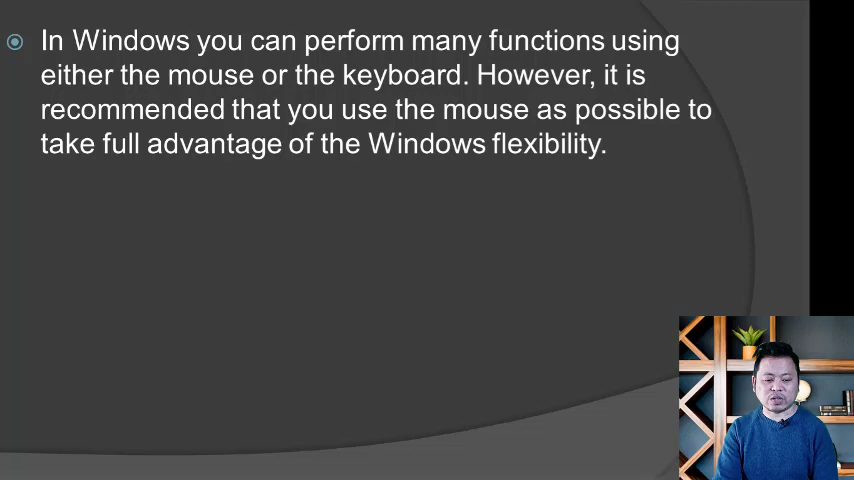 In Windows you can perform many functions using
either the mouse or the keyboard. However, it is
recommended that you use the mouse as possible to
take full advantage of the Windows flexibility.